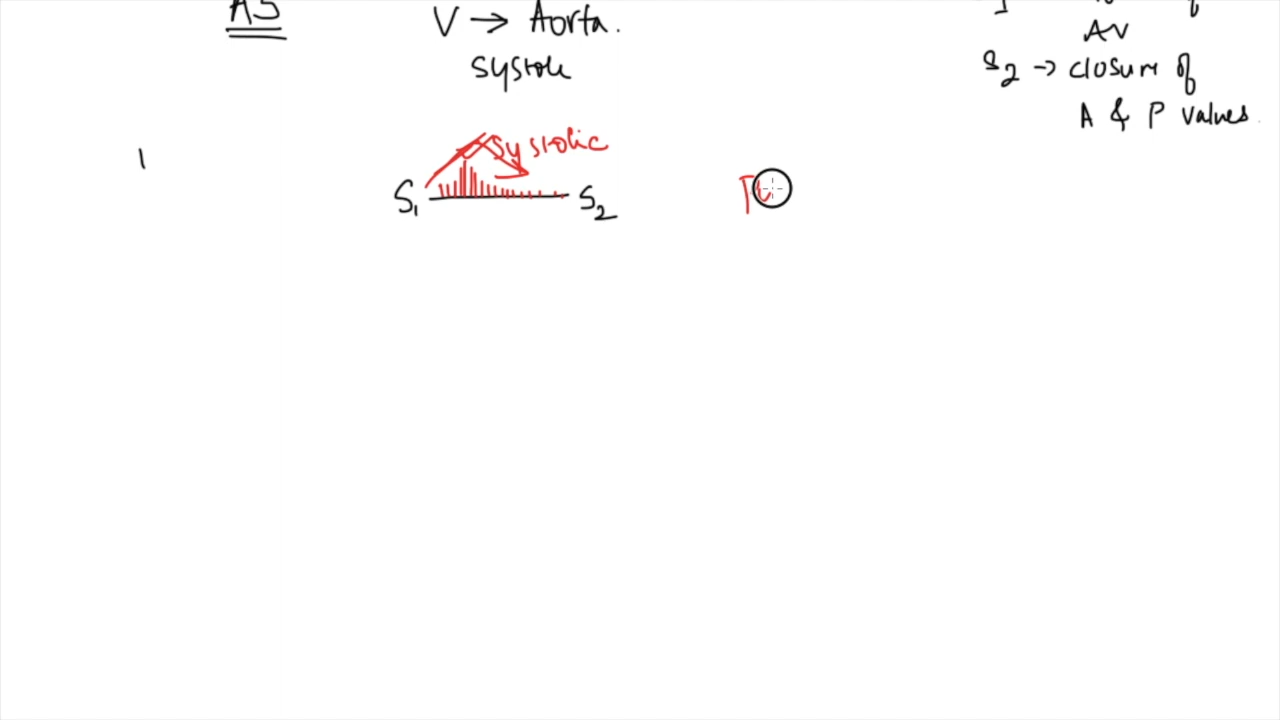 AS
V → Aorta.
systole
AV
S2 → closure of
A & P valves.
systolic
S1 S2